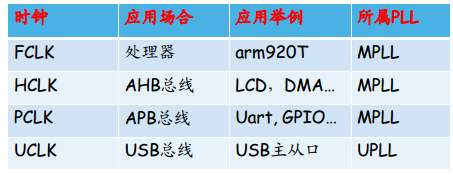 时钟 应用场合 应用举例 所属PLL
FCLK 处理器 arm920T MPLL
HCLK AHB总线 LCD，DMA… MPLL
PCLK APB总线 Uart, GPIO… MPLL
UCLK USB总线 USB主从口 UPLL